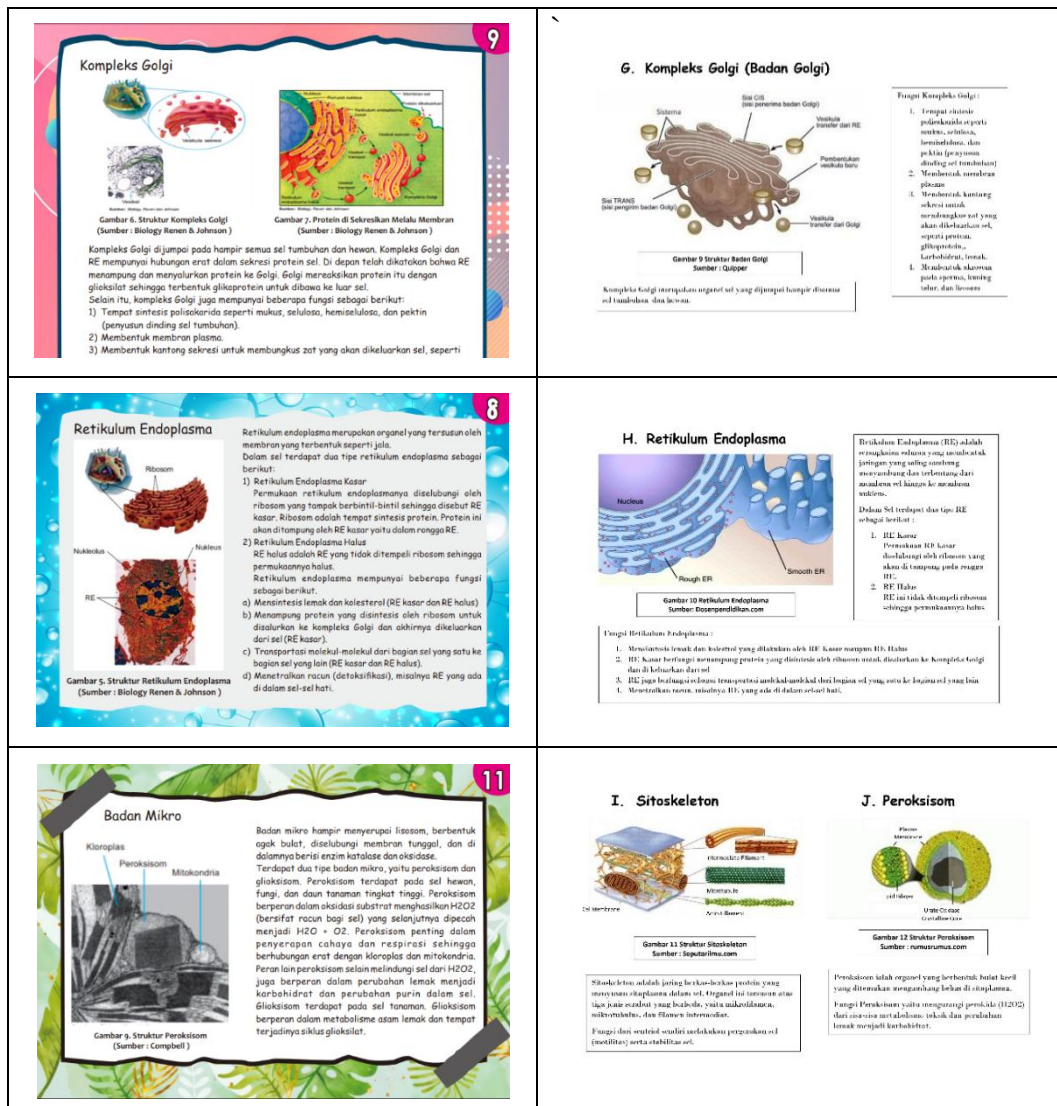 9
Kompleks Golgi
Vesikula sekresi
Vesikel
Sumber: Biology, Raven dan Johnson
Gambar 6. Struktur Kompleks Golgi
(Sumber : Biology Renen & Johnson )
Nukleus
Membran sel
Kompleks Golgi
Sumber: Biology, Raven dan Johnson
Gambar 7. Protein di Sekresikan Melalu Membran
(Sumber : Biology Renen & Johnson )
Kompleks Golgi dijumpai pada hampir semua sel tumbuhan dan hewan. Kompleks Golgi dan
RE mempunyai hubungan erat dalam sekresi protein sel. Di depan telah dikatakan bahwa RE
menampung dan menyalurkan protein ke Golgi. Golgi mereaksikan protein itu dengan
glioksilat sehingga terbentuk glikoprotein untuk dibawa ke luar sel.
Selain itu, kompleks Golgi juga mempunyai beberapa fungsi sebagai berikut:
1) Tempat sintesis polisakarida seperti mukus, selulosa, hemiselulosa, dan pektin
(penyusun dinding sel tumbuhan).
2) Membentuk membran plasma.
3) Membentuk kantong sekresi untuk membungkus zat yang akan dikeluarkan sel, seperti
`
G. Kompleks Golgi (Badan Golgi)
Sisi CIS
(sisi penerima badan Golgi)
Sisterna
Vesikula
transfer dari RE
Pembentukan
vesikula baru
Sisi TRANS
(sisi pengirim badan Golgi)
Vesikula
transfer dari Golgi
Gambar 9 Struktur Badan Golgi
Sumber : Quipper
Kompleks Golgi merupakan organel sel yang dijumpai hampir disemua
sel tumbuhan dan hewan.
Fungsi Kompleks Golgi :
1. Tempat sintesis
polisakarida seperti
mukus, selulosa,
hemiselulosa, dan
pektin (penyusun
dinding sel tumbuhan)
2. Membentuk membran
plasma
3. Membentuk kantung
sekresi untuk
membungkus zat yang
akan dikeluarkan sel,
seperti protein,
glikoprotein,,
karbohidrat, lemak.
4. Membentuk akrosom
pada sperma, kuning
telur, dan lisosom
8
Retikulum Endoplasma
Ribosom
Nukleolus
Nukleus
RE
Gambar 5. Struktur Retikulum Endoplasma
(Sumber : Biology Renen & Johnson )
Retikulum endoplasma merupakan organel yang tersusun oleh
membran yang terbentuk seperti jala.
Dalam sel terdapat dua tipe retikulum endoplasma sebagai
berikut:
1) Retikulum Endoplasma Kasar
Permukaan retikulum endoplasmanya diselubungi oleh
ribosom yang tampak berbintil-bintil sehingga disebut RE
kasar. Ribosom adalah tempat sintesis protein. Protein ini
akan ditampung oleh RE kasar yaitu dalam rongga RE.
2) Retikulum Endoplasma Halus
RE halus adalah RE yang tidak ditempeli ribosom sehingga
permukaannya halus.
Retikulum endoplasma mempunyai beberapa fungsi
sebagai berikut.
a) Mensintesis lemak dan kolesterol (RE kasar dan RE halus)
b) Menampung protein yang disintesis oleh ribosom untuk
disalurkan ke kompleks Golgi dan akhirnya dikeluarkan
dari sel (RE kasar).
c) Transportasi molekul-molekul dari bagian sel yang satu ke
bagian sel yang lain (RE kasar dan RE halus).
d) Menetralkan racun (detoksifikasi), misalnya RE yang ada
di dalam sel-sel hati.
H. Retikulum Endoplasma
Nucleus
Smooth ER
Rough ER
Gambar 10 Retikulum Endoplasma
Sumber: Dosenpendidikan.com
Retikulum Endoplasma (RE) adalah
serangkaian saluran yang membentuk
jaringan yang saling sambung
menyambung dan terbentang dari
membran sel hingga ke membran
nukleus.
Dalam Sel terdapat dua tipe RE
sebagai berikut :
1. RE Kasar
Permukaan RE kasar
diselubungi oleh ribosom yang
akan di tampung pada rongga
RE.
2. RE Halus
RE ini tidak ditempeli ribosom
sehingga permukaannya halus
Fungsi Retikulum Endoplasma :
1. Mensintesis lemak dan kolestrol yang dilakukan oleh RE Kasar maupun RE Halus
2. RE Kasar berfungsi menampung protein yang disintesis oleh ribosom untuk disalurkan ke Kompleks Golgi
dan di keluarkan dari sel
3. RE juga berfungsi sebagai transportasi molekul-molekul dari bagian sel yang satu ke bagian sel yang lain
4. Menetralkan racun, misalnya RE yang ada di dalam sel-sel hati.
11
Badan Mikro
Kloroplas
Peroksisom
Mitokondria
Gambar 9. Struktur Peroksisom
(Sumber : Compbell )
Badan mikro hampir menyerupai lisosom, berbentuk
agak bulat, diselubungi membran tunggal, dan di
dalamnya berisi enzim katalase dan oksidase.
Terdapat dua tipe badan mikro, yaitu peroksisom dan
glioksisom. Peroksisom terdapat pada sel hewan,
fungi, dan daun tanaman tingkat tinggi. Peroksisom
berperan dalam oksidasi substrat menghasilkan H2O2
(bersifat racun bagi sel) yang selanjutnya dipecah
menjadi H2O + O2. Peroksisom penting dalam
penyerapan cahaya dan respirasi sehingga
berhubungan erat dengan kloroplas dan mitokondria.
Peran lain peroksisom selain melindungi sel dari H2O2,
juga berperan dalam perubahan lemak menjadi
karbohidrat dan perubahan purin dalam sel.
Glioksisom terdapat pada sel tanaman. Glioksisom
berperan dalam metabolisme asam lemak dan tempat
terjadinya siklus glioksilat.
I. Sitoskeleton
Intermediate Filament
Microtubule
Cell Membrane
Actin Filament
Gambar 11 Struktur Sitoskeleton
Sumber : Seputarilmu.com
Sitoskeleton adalah jaring berkas-berkas protein yang
menyusun sitoplasma dalam sel. Organel ini tersusun atas
tiga jenis serabut yang berbeda, yaitu mikrofilamen,
mikrotubulus, dan filamen intermediet.
Fungsi dari sentriol sendiri melakukan pergerakan sel
(motilitas) serta stabilitas sel.
J. Peroksisom
Plasma
Membrane
Lipid Bilayer
Urate Oxidase
Crystalline Core
Gambar 12 Struktur Peroksisom
Sumber : rumusrumus.com
Peroksisom ialah organel yang berbentuk bulat kecil
yang ditemukan mengambang bebas di sitoplasma.
Fungsi Peroksisom yaitu mengurangi peroksida (H2O2)
dari sisa-sisa metabolisme toksik dan perubahan
lemak menjadi karbohidrat.